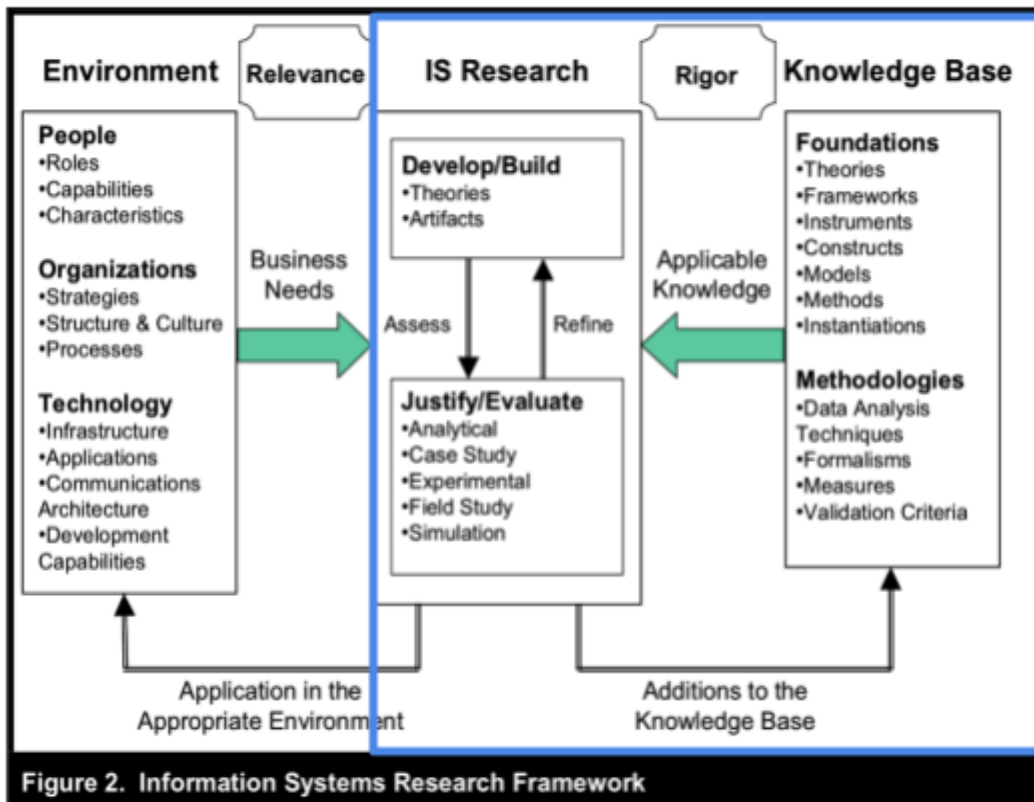 Environment
Relevance
IS Research
Rigor
Knowledge Base
People
•Roles
•Capabilities
•Characteristics
Organizations
•Strategies
•Structure & Culture
•Processes
Technology
•Infrastructure
•Applications
•Communications
Architecture
•Development
Capabilities
Business
Needs
Develop/Build
•Theories
•Artifacts
Assess
Refine
Justify/Evaluate
•Analytical
•Case Study
•Experimental
•Field Study
•Simulation
Applicable
Knowledge
Foundations
•Theories
•Frameworks
•Instruments
•Constructs
•Models
•Methods
•Instantiations
Methodologies
•Data Analysis
Techniques
•Formalisms
•Measures
•Validation Criteria
Application in the
Appropriate Environment
Additions to the
Knowledge Base
Figure 2. Information Systems Research Framework